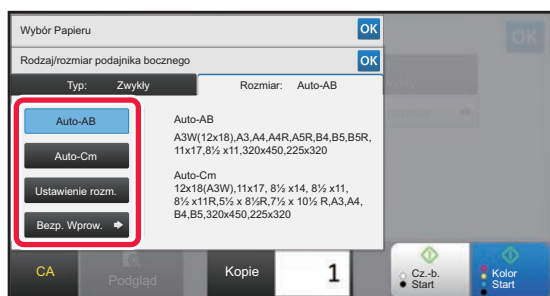 Wybór Papieru
OK
OK
Rodzaj/rozmiar podajnika bocznego
OK
Typ: Zwykły
Rozmiar: Auto-AB
Auto-AB
Auto-AB
A3W(12x18),A3,A4,A4R,A5R,B4,B5,B5R,
11x17,8½ x11,320x450,225x320
Auto-Cm
Auto-Cm
12x18(A3W),11x17, 8½ x14, 8½ x11,
Ustawienie rozm.
8½ x11R,5½ x 8½R,7½ x 10½ R,A3,A4,
B4,B5,320x450,225x320
Bezp. Wprow.
CA
Podgląd
Kopie
1
Cz.-b.
Start
Kolor
Start